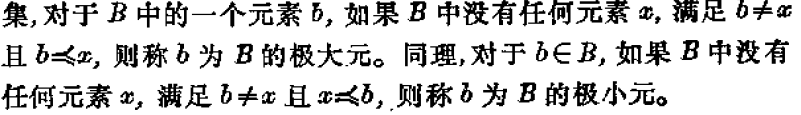 集,对于 B 中的一个元素 b, 如果 B 中没有任何元素 x, 满足 b≠x
且 b≼x, 则称 b 为 B 的极大元。同理,对于 b∈B, 如果 B 中没有
任何元素 x, 满足 b≠x 且 x≼b, 则称 b 为 B 的极小元。